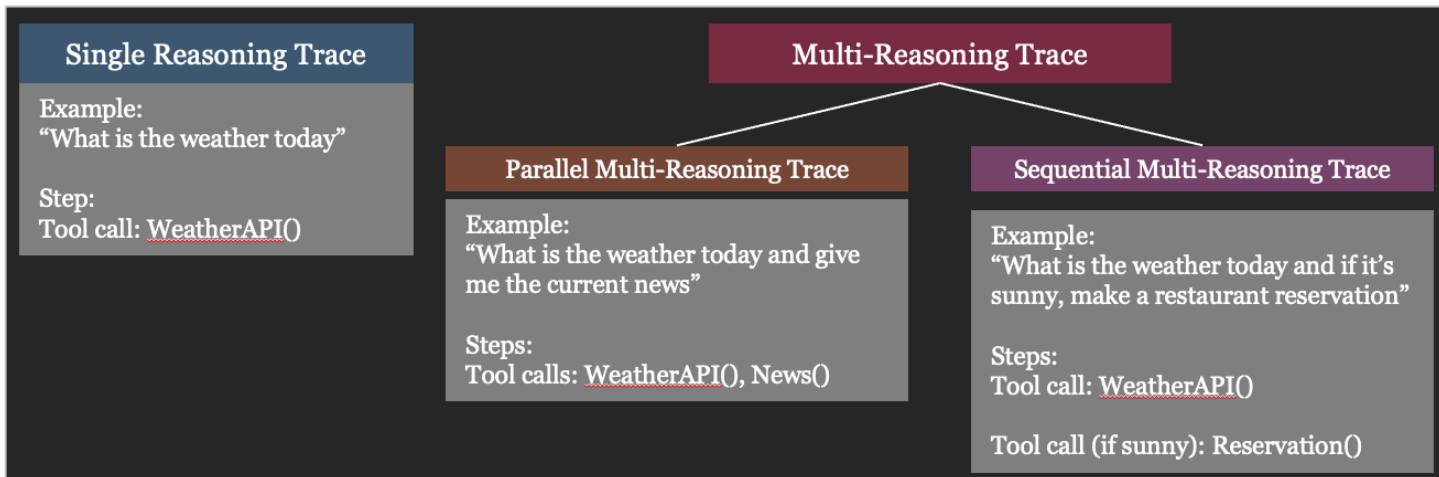 Single Reasoning Trace
Example:
“What is the weather today”
Step:
Tool call: WeatherAPI()
Multi-Reasoning Trace
Parallel Multi-Reasoning Trace
Example:
“What is the weather today and give
me the current news”
Steps:
Tool calls: WeatherAPI(), News()
Sequential Multi-Reasoning Trace
Example:
“What is the weather today and if it’s
sunny, make a restaurant reservation”
Steps:
Tool call: WeatherAPI()
Tool call (if sunny): Reservation()